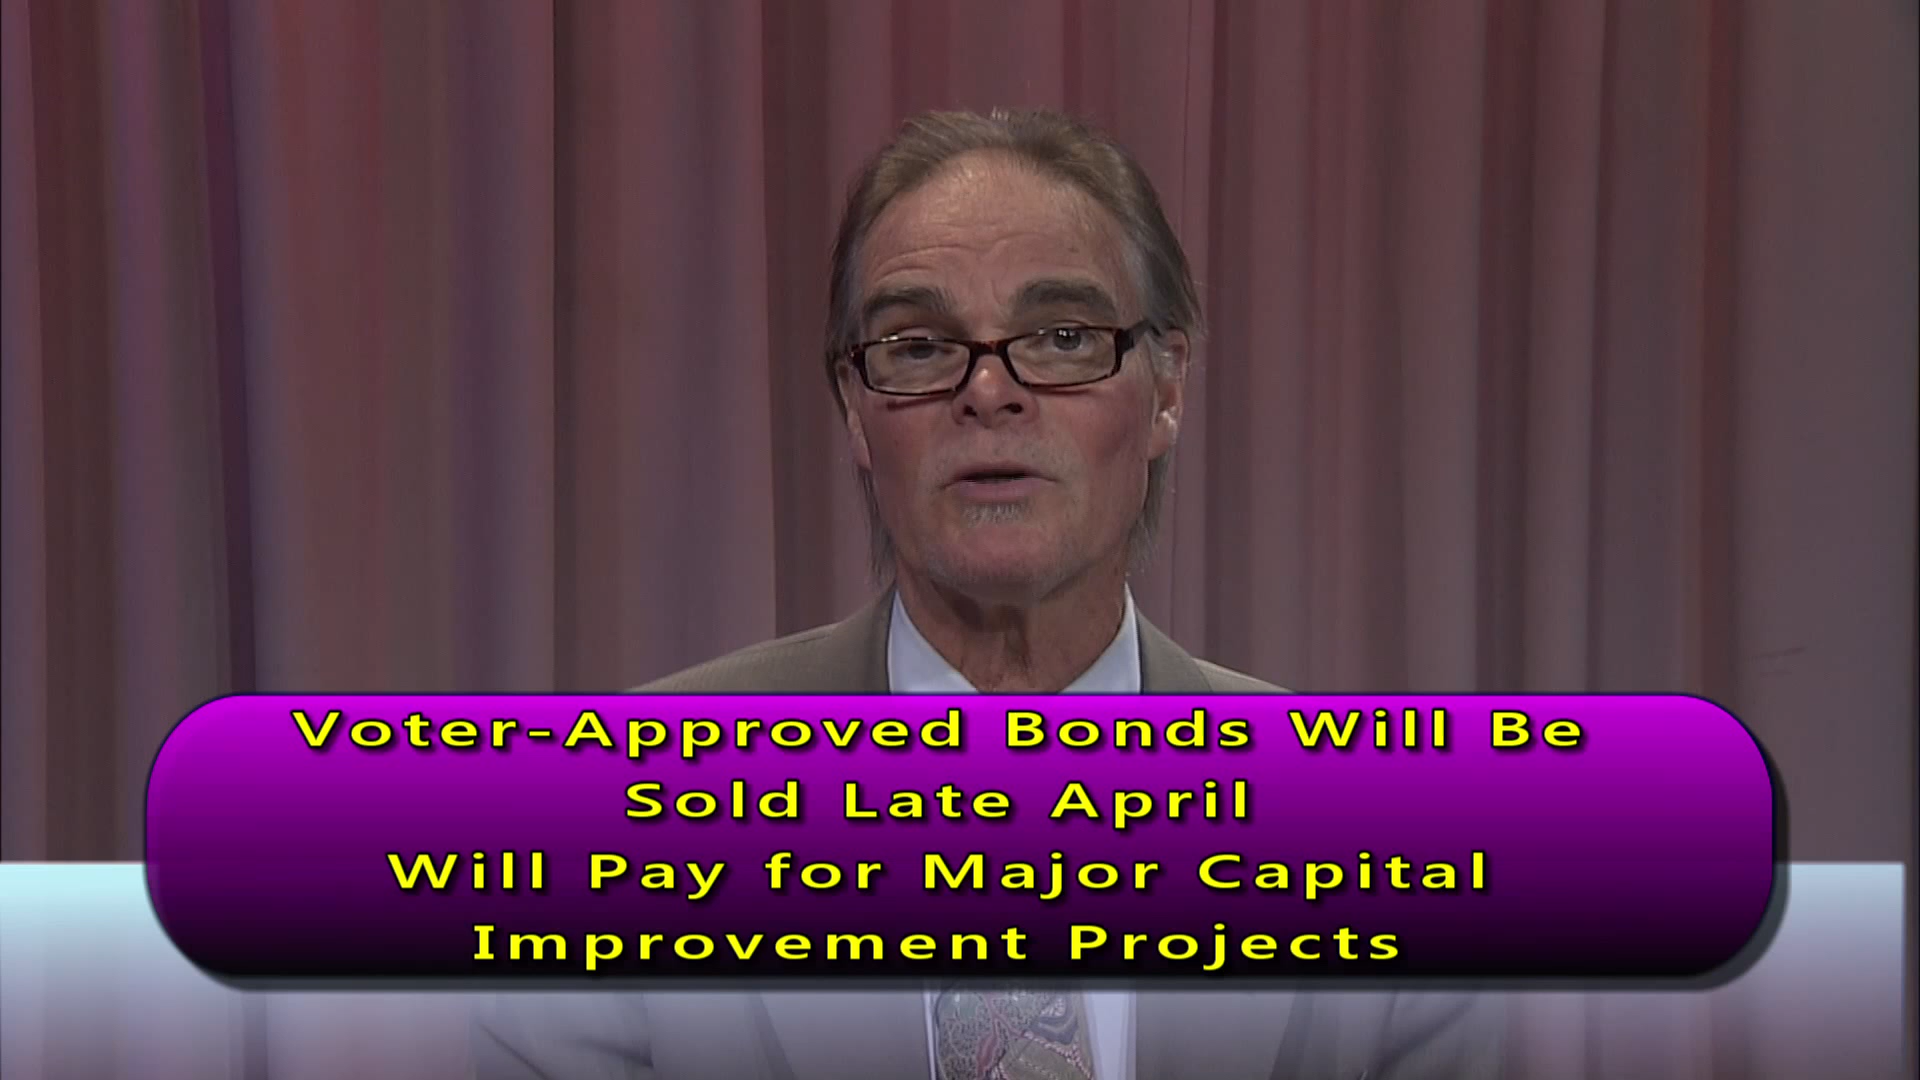 Voter-Approved Bonds Will Be
Sold Late April
Will Pay for Major Capital
Improvement Projects